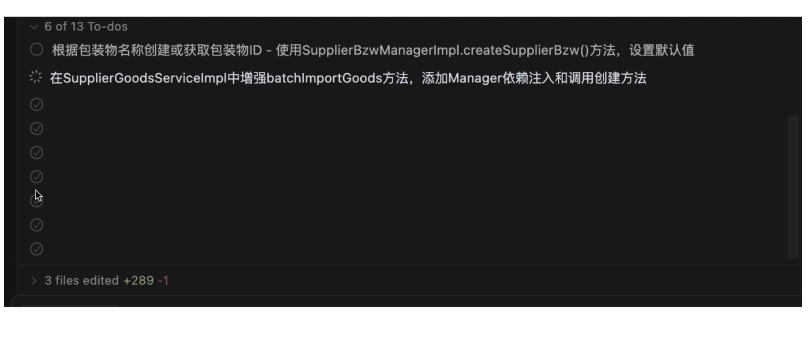 6 of 13 To-dos
根据包装物名称创建或获取包装物ID - 使用SupplierBzwManagerImpl.createSupplierBzw()方法，设置默认值
在SupplierGoodsServiceImpl中增强batchImportGoods方法，添加Manager依赖注入和调用创建方法
3 files edited +289 -1